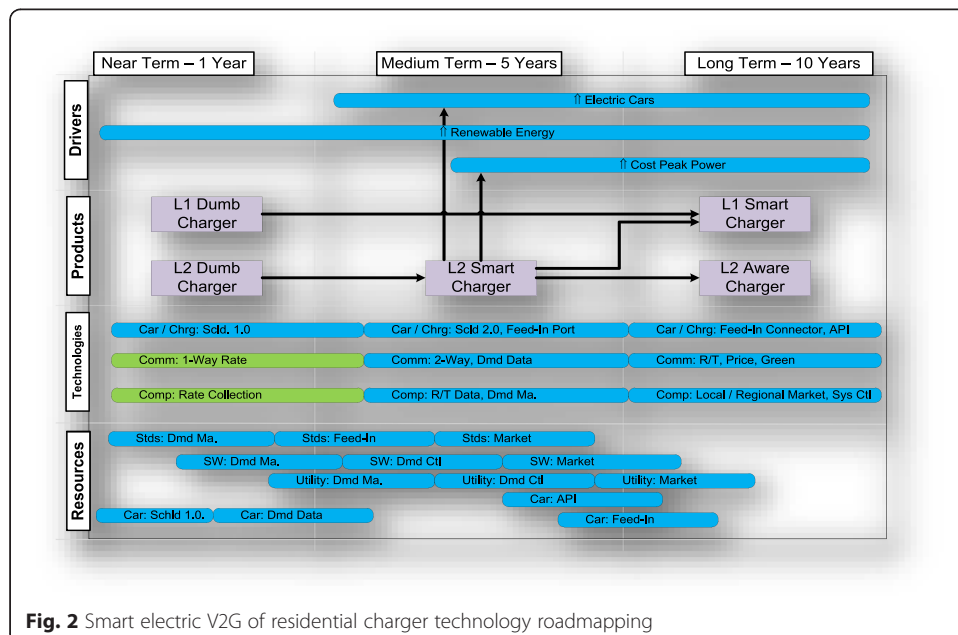 Near Term – 1 Year
Medium Term – 5 Years
Long Term – 10 Years
Drivers
⇑ Electric Cars
⇑ Renewable Energy
⇑ Cost Peak Power
Products
L1 Dumb
Charger
L1 Smart
Charger
L2 Dumb
Charger
L2 Smart
Charger
L2 Aware
Charger
Technologies
Car / Chrg: Scld. 1.0
Car / Chrg: Scld 2.0, Feed-In Port
Car / Chrg: Feed-In Connector, API
Comm: 1-Way Rate
Comm: 2-Way, Dmd Data
Comm: R/T, Price, Green
Comp: Rate Collection
Comp: R/T Data, Dmd Ma.
Comp: Local / Regional Market, Sys Ctl
Resources
Stds: Dmd Ma.
Stds: Feed-In
Stds: Market
SW: Dmd Ma.
SW: Dmd Ctl
SW: Market
Utility: Dmd Ma.
Utility: Dmd Ctl
Utility: Market
Car: API
Car: Schld 1.0.
Car: Dmd Data
Car: Feed-In
Fig. 2 Smart electric V2G of residential charger technology roadmapping